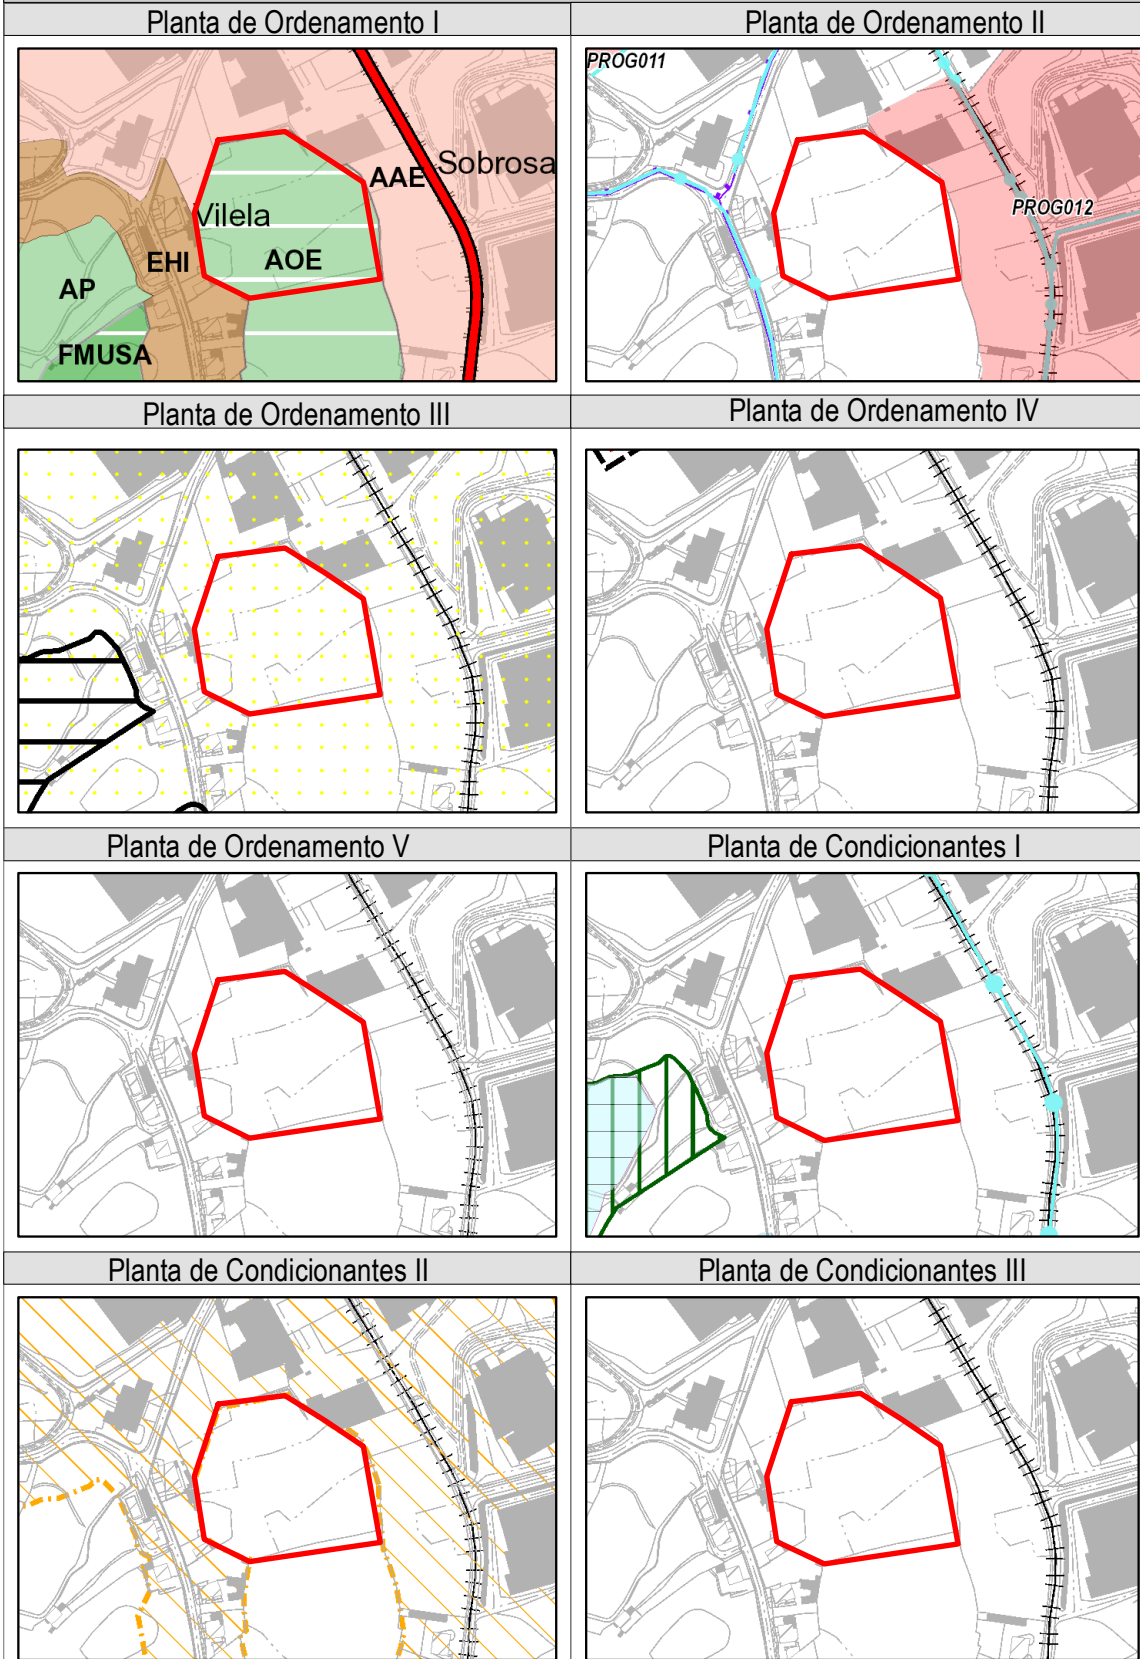 Planta de Ordenamento I
Planta de Ordenamento II
Sobrosa
AAE
Vilela
EHI
AOE
AP
FMUSA
PROG011
PROG012
Planta de Ordenamento III
Planta de Ordenamento IV
Planta de Ordenamento V
Planta de Condicionantes I
Planta de Condicionantes II
Planta de Condicionantes III